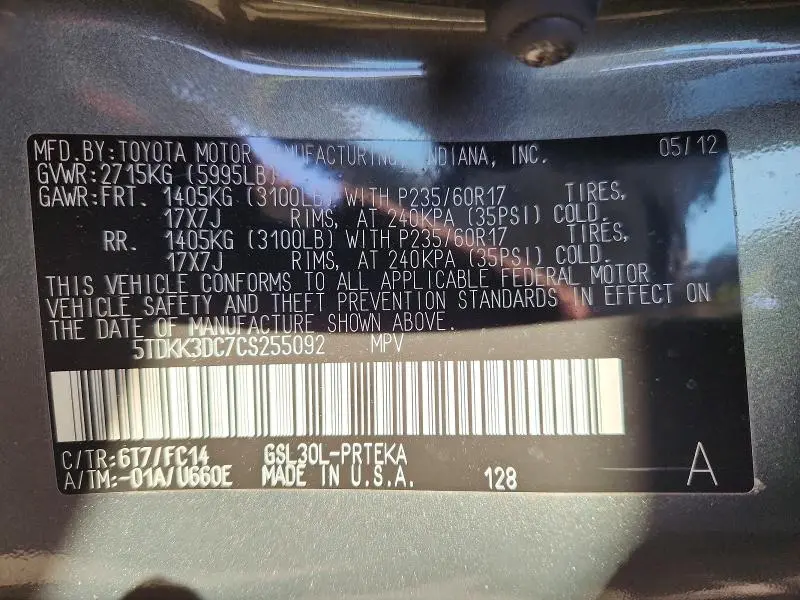 MFD.BY:TOYOTA MOTOR MANUFACTURING, INDIANA, INC. 05/12
GVWR:2715KG (5995LB)
GAWR:FRT. 1405KG (3100LB) WITH P235/60R17 TIRES,
17X7J RIMS, AT 240KPA (35PSI) COLD.
RR. 1405KG (3100LB) WITH P235/60R17 TIRES,
17X7J RIMS, AT 240KPA (35PSI) COLD.
THIS VEHICLE CONFORMS TO ALL APPLICABLE FEDERAL MOTOR
VEHICLE SAFETY AND THEFT PREVENTION STANDARDS IN EFFECT ON
THE DATE OF MANUFACTURE SHOWN ABOVE.
5TDKK3DC7CS255092 MPV
C/TR:6T7/FC14 GSL30L-PRTEKA
A/TM:-01A/U660E MADE IN U.S.A. 128 A